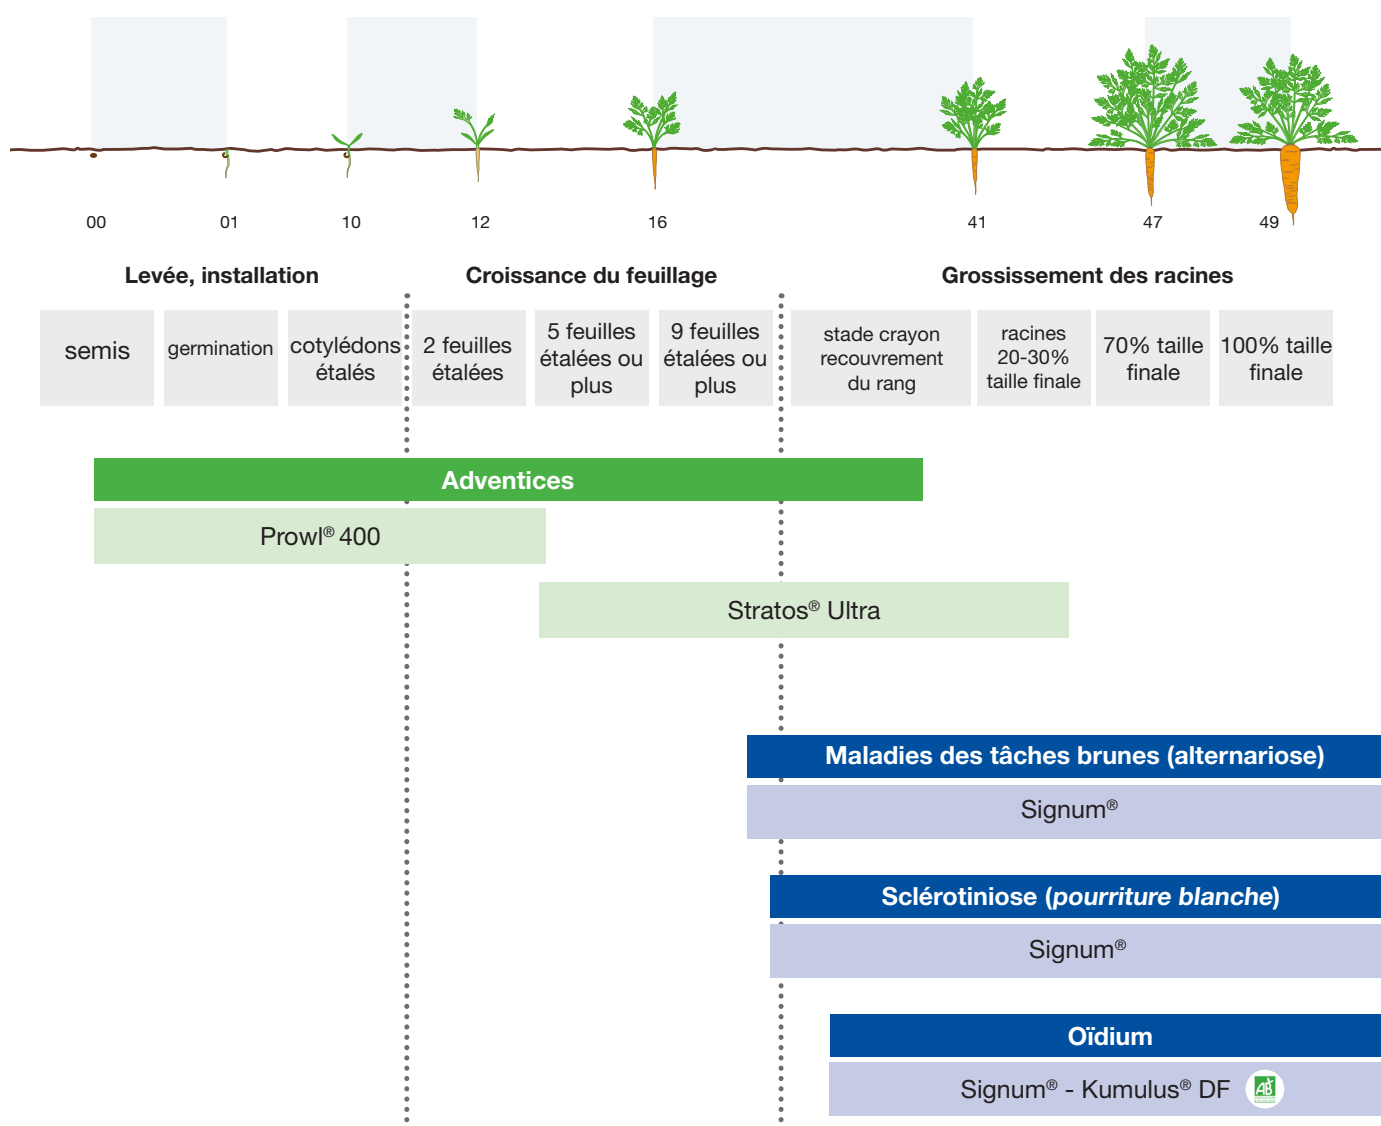 00 01 10 12 16 41 47 49
Levée, installation
Croissance du feuillage
Grossissement des racines
semis
germination
cotylédons
étalés
2 feuilles
étalées
5 feuilles
étalées ou
plus
9 feuilles
étalées ou
plus
stade crayon
recouvrement
du rang
racines
20-30%
taille finale
70% taille
finale
100% taille
finale
Adventices
Prowl® 400
Stratos® Ultra
Maladies des tâches brunes (alternariose)
Signum®
Sclérotiniose (pourriture blanche)
Signum®
Oïdium
Signum® - Kumulus® DF
AB